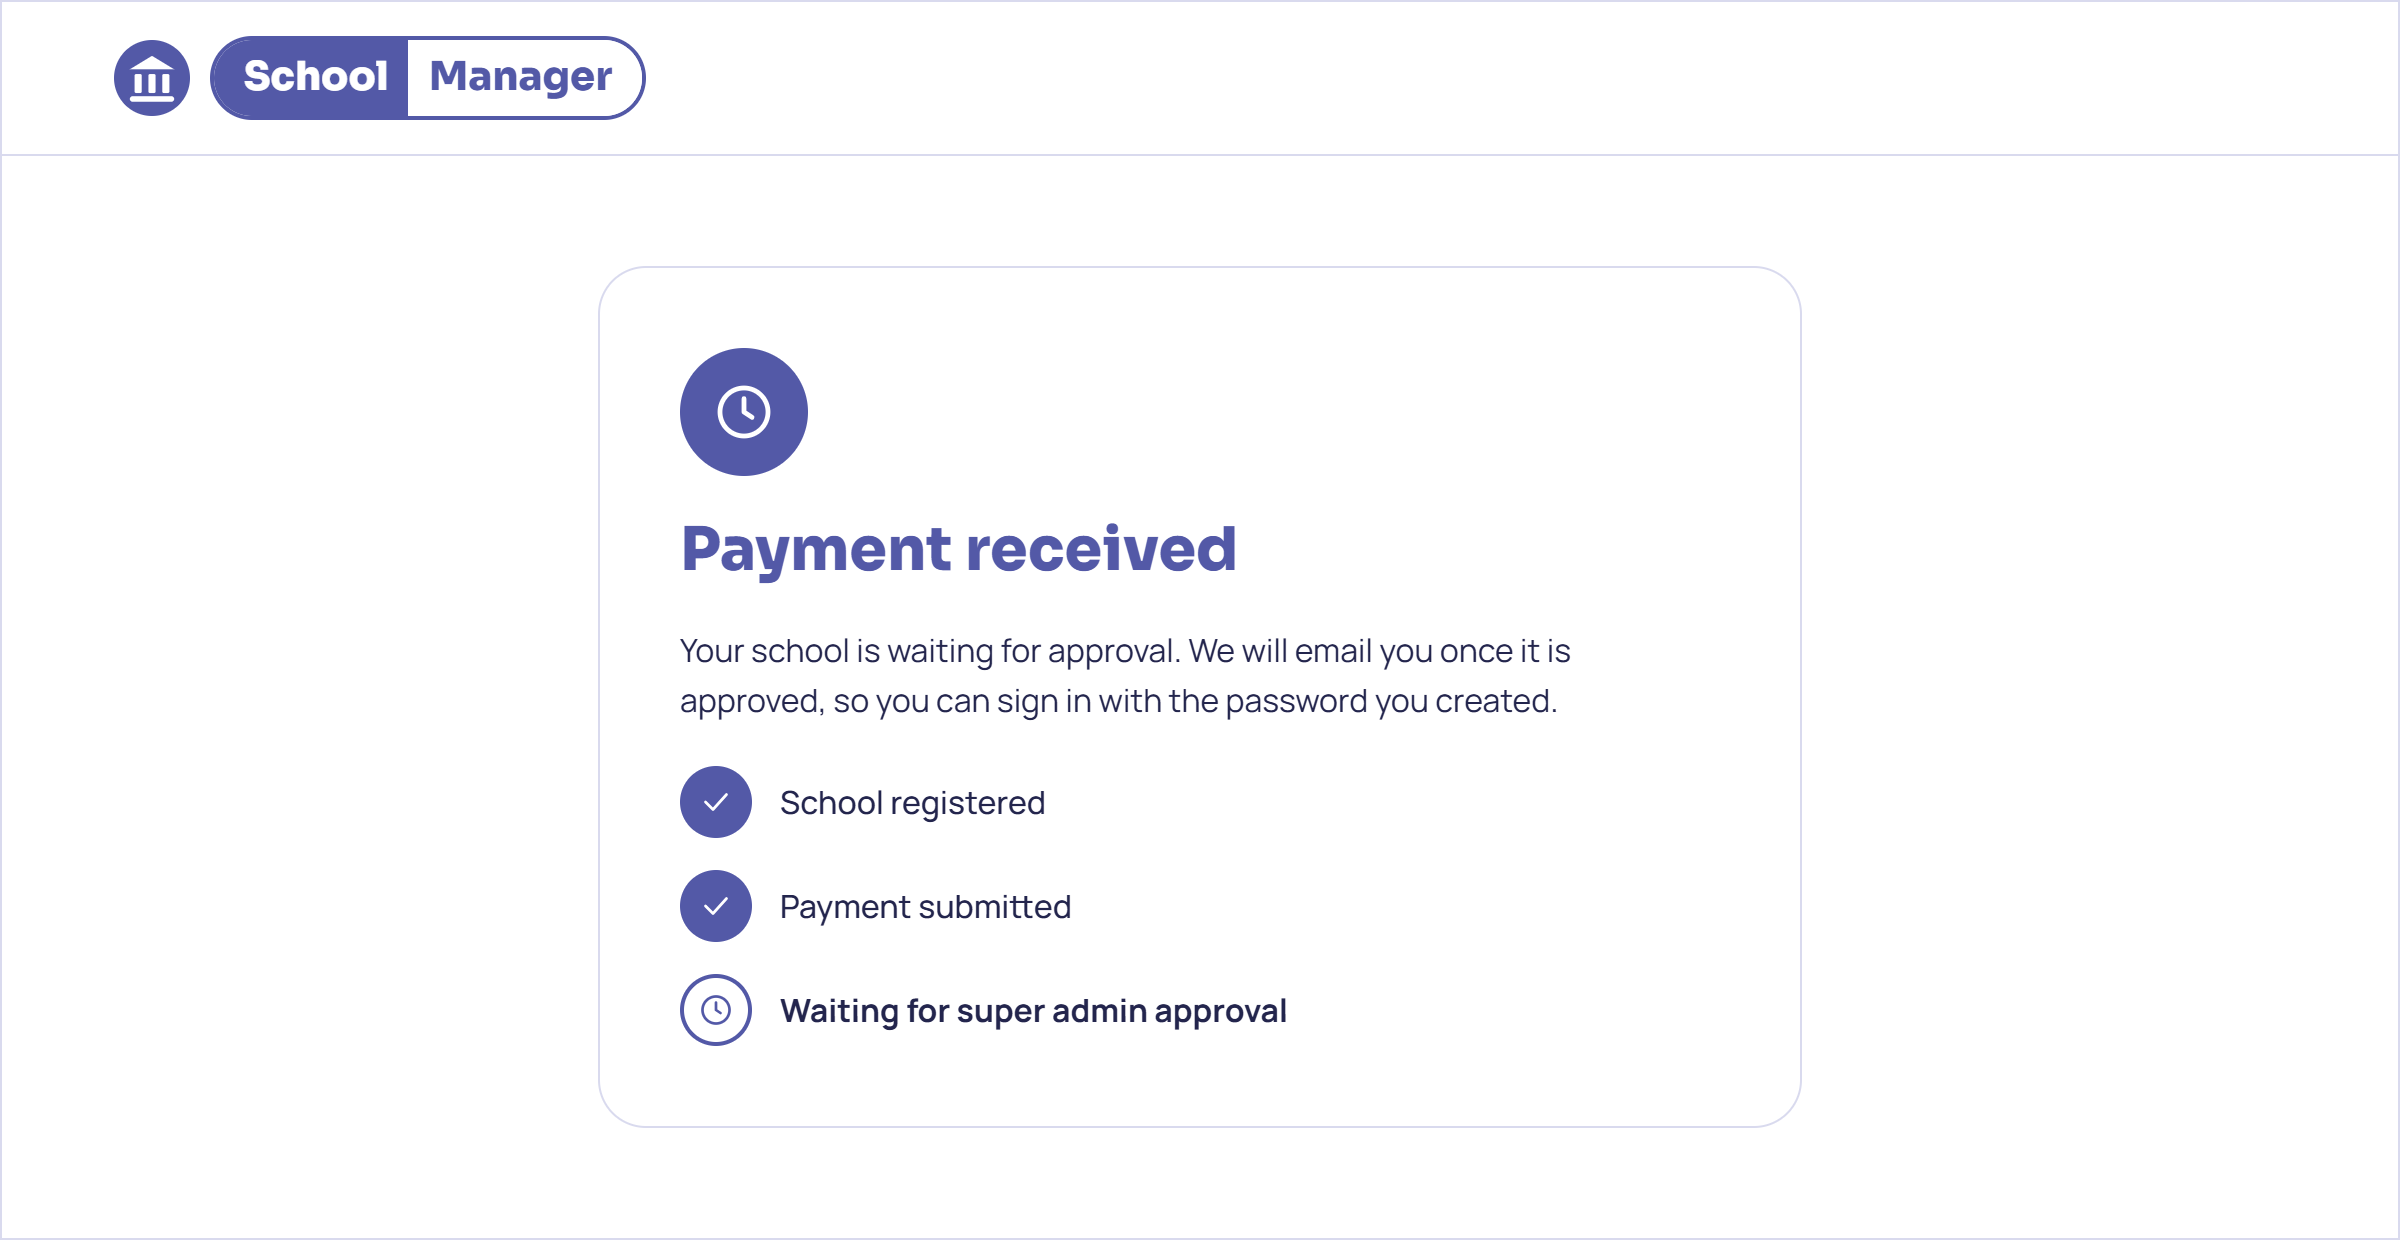 School Manager
Payment received
Your school is waiting for approval. We will email you once it is
approved, so you can sign in with the password you created.
School registered
Payment submitted
Waiting for super admin approval